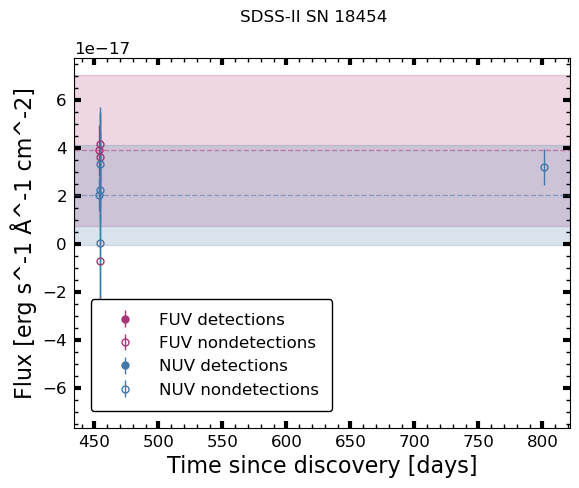 SDSS-II SN 18454
1e−17
6
4
2
0
−2
−4
−6
Flux [erg s^-1 Å^-1 cm^-2]
FUV detections
FUV nondetections
NUV detections
NUV nondetections
450 500 550 600 650 700 750 800
Time since discovery [days]